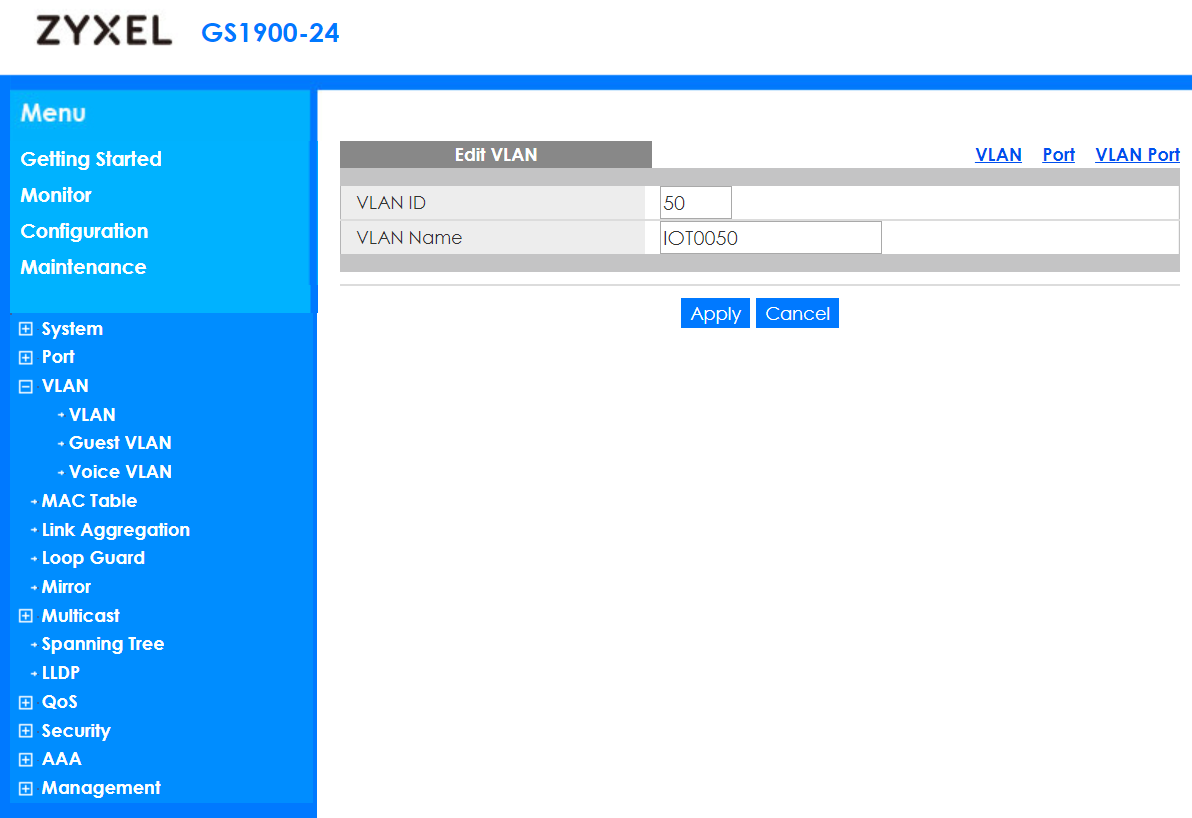 ZYXEL GS1900-24
Menu
Getting Started
Monitor
Configuration
Maintenance
System
Port
VLAN
VLAN
Guest VLAN
Voice VLAN
MAC Table
Link Aggregation
Loop Guard
Mirror
Multicast
Spanning Tree
LLDP
QoS
Security
AAA
Management
Edit VLAN VLAN Port VLAN Port
VLAN ID 50
VLAN Name IOT0050
Apply Cancel